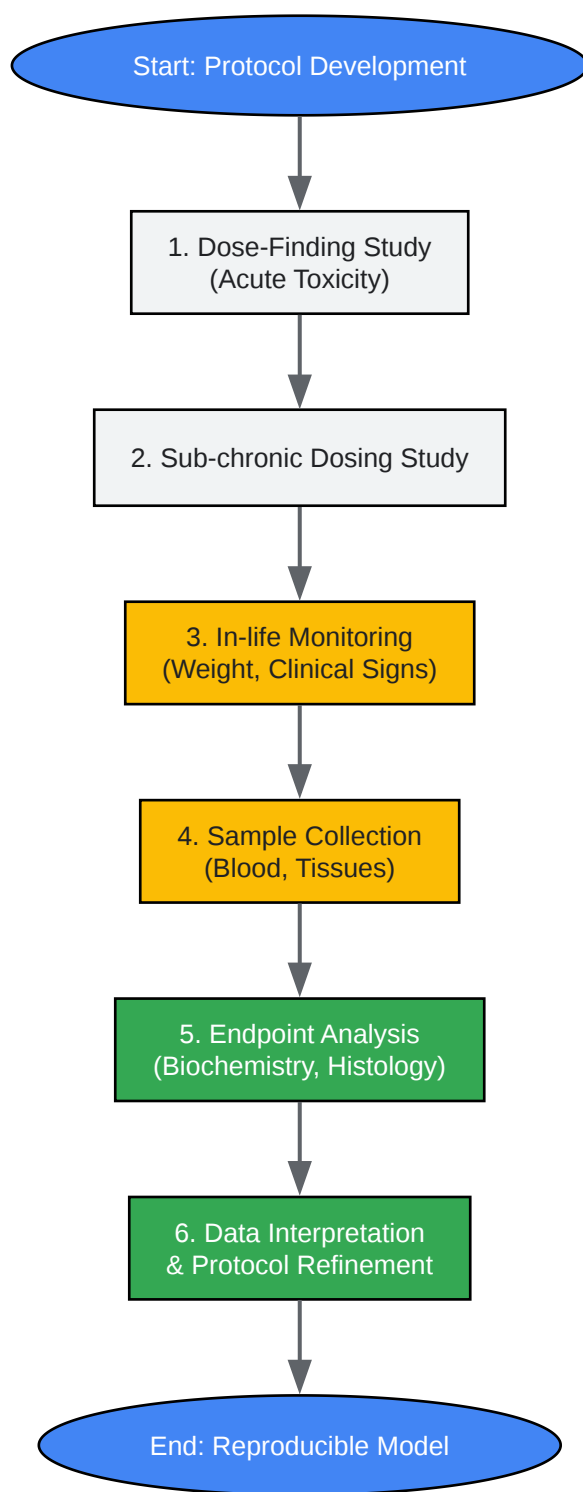 Start: Protocol Development
1. Dose-Finding Study
(Acute Toxicity)
2. Sub-chronic Dosing Study
3. In-life Monitoring
(Weight, Clinical Signs)
4. Sample Collection
(Blood, Tissues)
5. Endpoint Analysis
(Biochemistry, Histology)
6. Data Interpretation
& Protocol Refinement
End: Reproducible Model